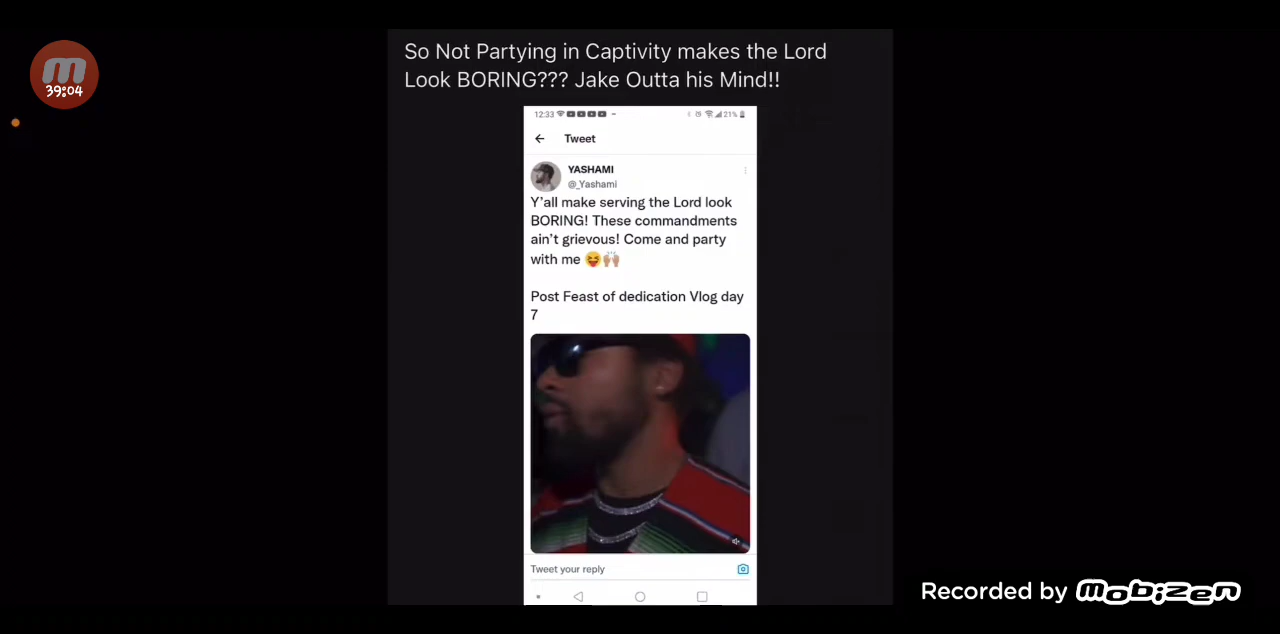 So Not Partying in Captivity makes the Lord
Look BORING??? Jake Outta his Mind!!
39:04
12:33
21%
Tweet
YASHAMI
@_Yashami
Y'all make serving the Lord look
BORING! These commandments
ain't grievous! Come and party
with me 😝🙌🏽
Post Feast of dedication Vlog day
7
Tweet your reply
Recorded by mobizen